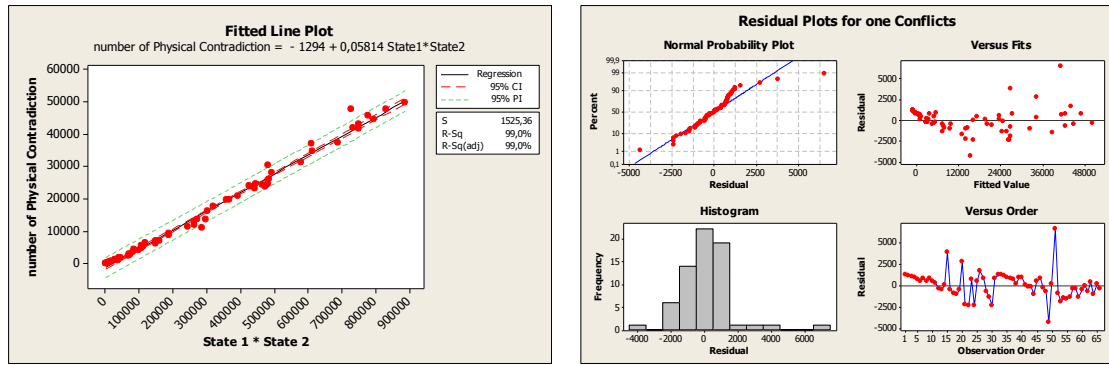 Fitted Line Plot
number of Physical Contradiction = - 1294 + 0,05814 State1*State2
60000
50000
40000
30000
20000
10000
0
number of Physical Contradiction
0
100000
200000
300000
400000
500000
600000
700000
800000
900000
State 1 * State 2
Regression
95% CI
95% PI
S 1525,36
R-Sq 99,0%
R-Sq(adj) 99,0%
Residual Plots for one Conflicts
Normal Probability Plot
99,9
99
90
50
10
1
0,1
Percent
-5000 -2500 0 2500 5000
Residual
Versus Fits
5000
2500
0
-2500
-5000
Residual
0 12000 24000 36000 48000
Fitted Value
Histogram
20
15
10
5
0
Frequency
-4000 -2000 0 2000 4000 6000
Residual
Versus Order
5000
2500
0
-2500
-5000
Residual
1 5 10 15 20 25 30 35 40 45 50 55 60 65
Observation Order